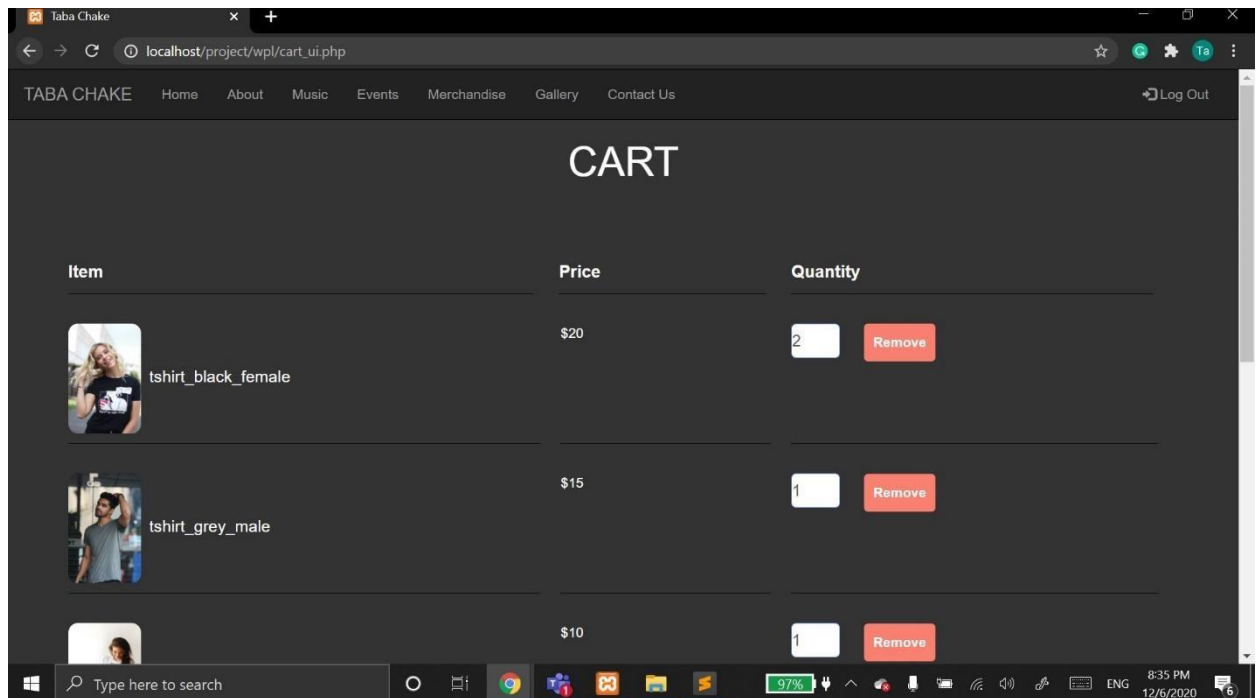 Taba Chake
localhost/project/wpl/cart_ui.php
Ta
TABA CHAKE Home About Music Events Merchandise Gallery Contact Us Log Out
CART
Item Price Quantity
tshirt_black_female $20 2 Remove
tshirt_grey_male $15 1 Remove
$10 1 Remove
Type here to search 97% ENG 8:35 PM
12/6/2020 6